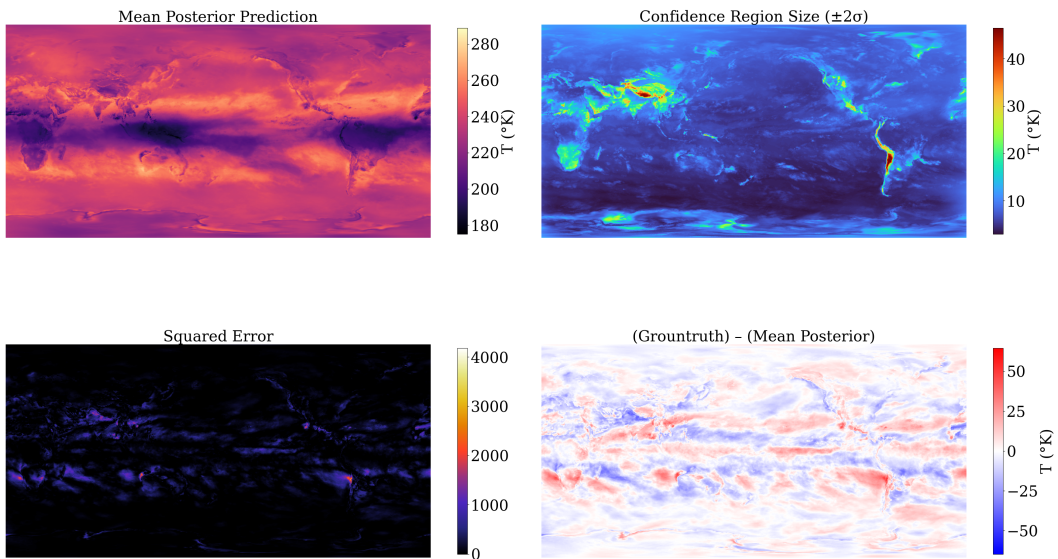 Mean Posterior Prediction
280
260
240
220
200
180
T (°K)
Confidence Region Size (±2σ)
40
30
20
10
T (°K)
Squared Error
4000
3000
2000
1000
0
(Grountruth) – (Mean Posterior)
50
25
0
−25
−50
T (°K)